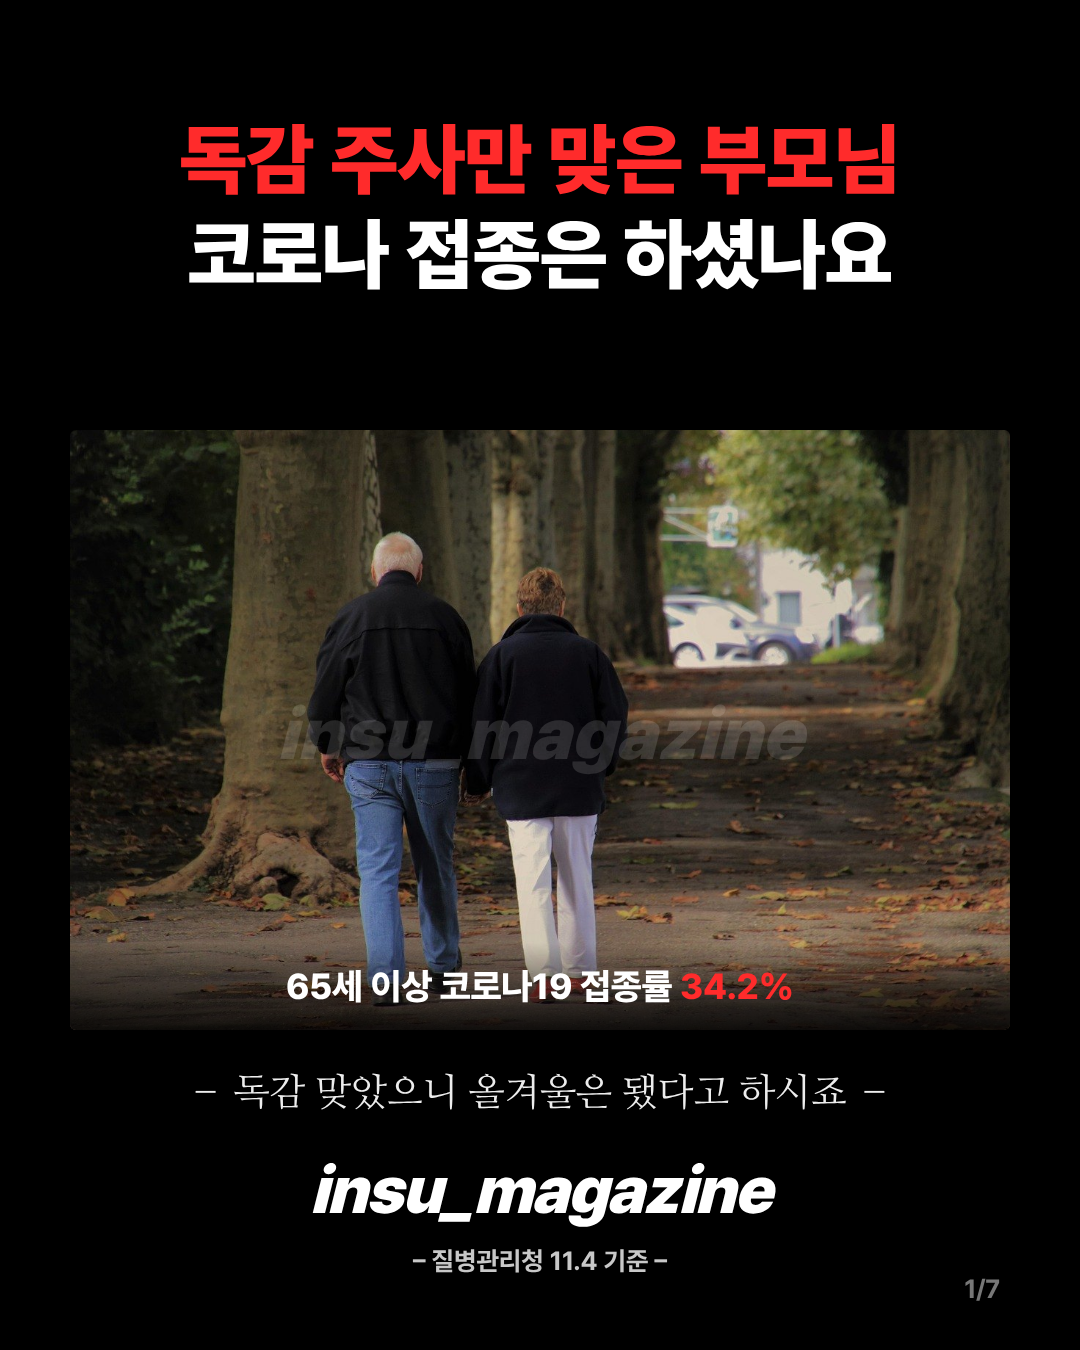 독감 주사만 맞은 부모님
코로나 접종은 하셨나요
insu_magazine
65세 이상 코로나19 접종률 34.2%
– 독감 맞았으니 올겨울은 됐다고 하시죠 –
insu_magazine
– 질병관리청 11.4 기준 –
1/7